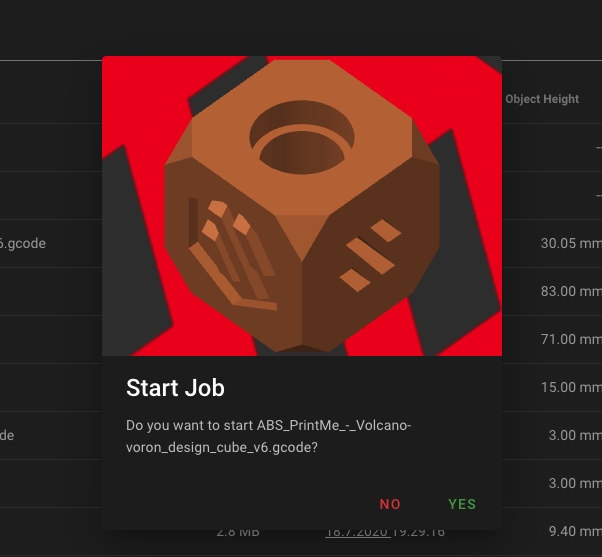 Object Height
--
--
6.gcode
30.05 mm
83.00 mm
71.00 mm
15.00 mm
de
3.00 mm
3.00 mm
Start Job
Do you want to start ABS_PrintMe_-_Volcano-
voron_design_cube_v6.gcode?
NO YES
2.8 MB 18.7.2020 19:29:16 9.40 mm